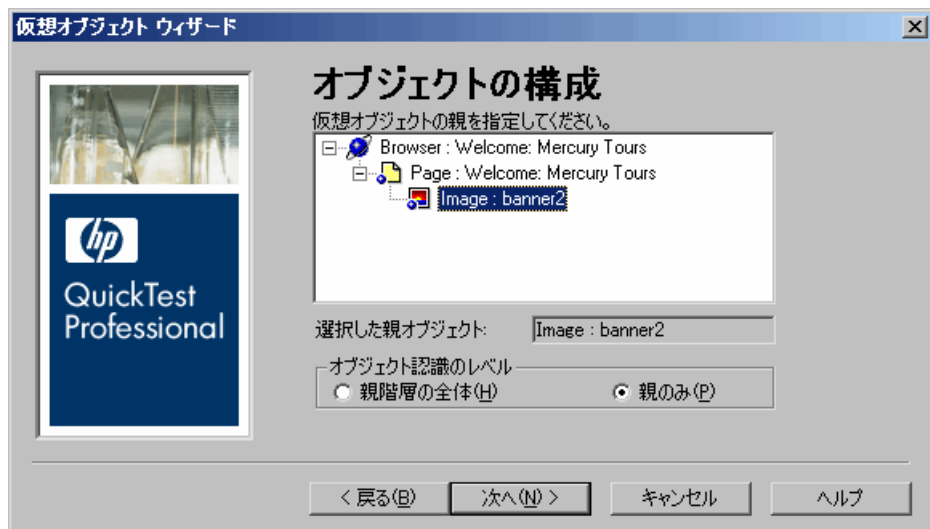 仮想オブジェクト ウィザード
オブジェクトの構成
仮想オブジェクトの親を指定してください。
Browser : Welcome: Mercury Tours
Page : Welcome: Mercury Tours
Image : banner2
hp
QuickTest
Professional
選択した親オブジェクト:
Image : banner2
オブジェクト認識のレベル
親階層の全体(H)
親のみ(P)
< 戻る(B)
次へ(N) >
キャンセル
ヘルプ